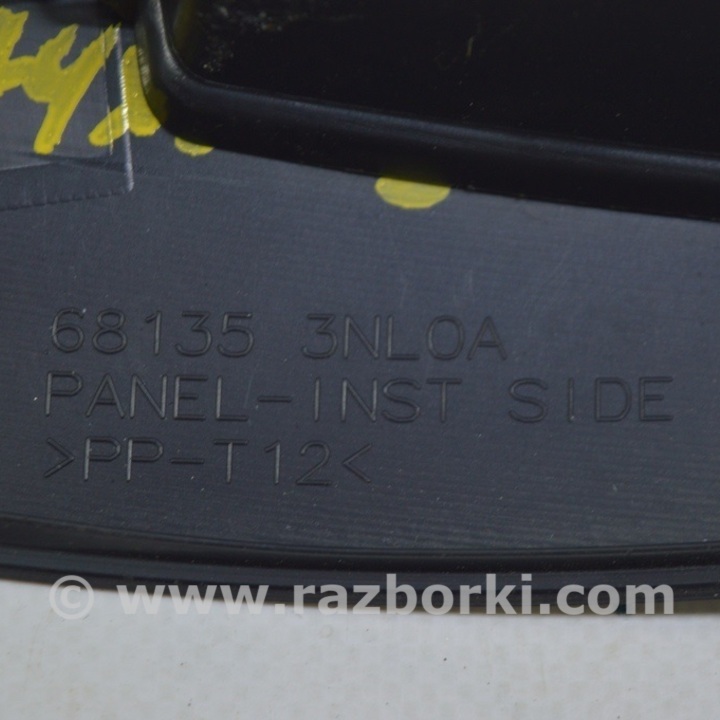 68135 3NL0A
PANEL-INST SIDE
>PP-T12<
© www.razborki.com